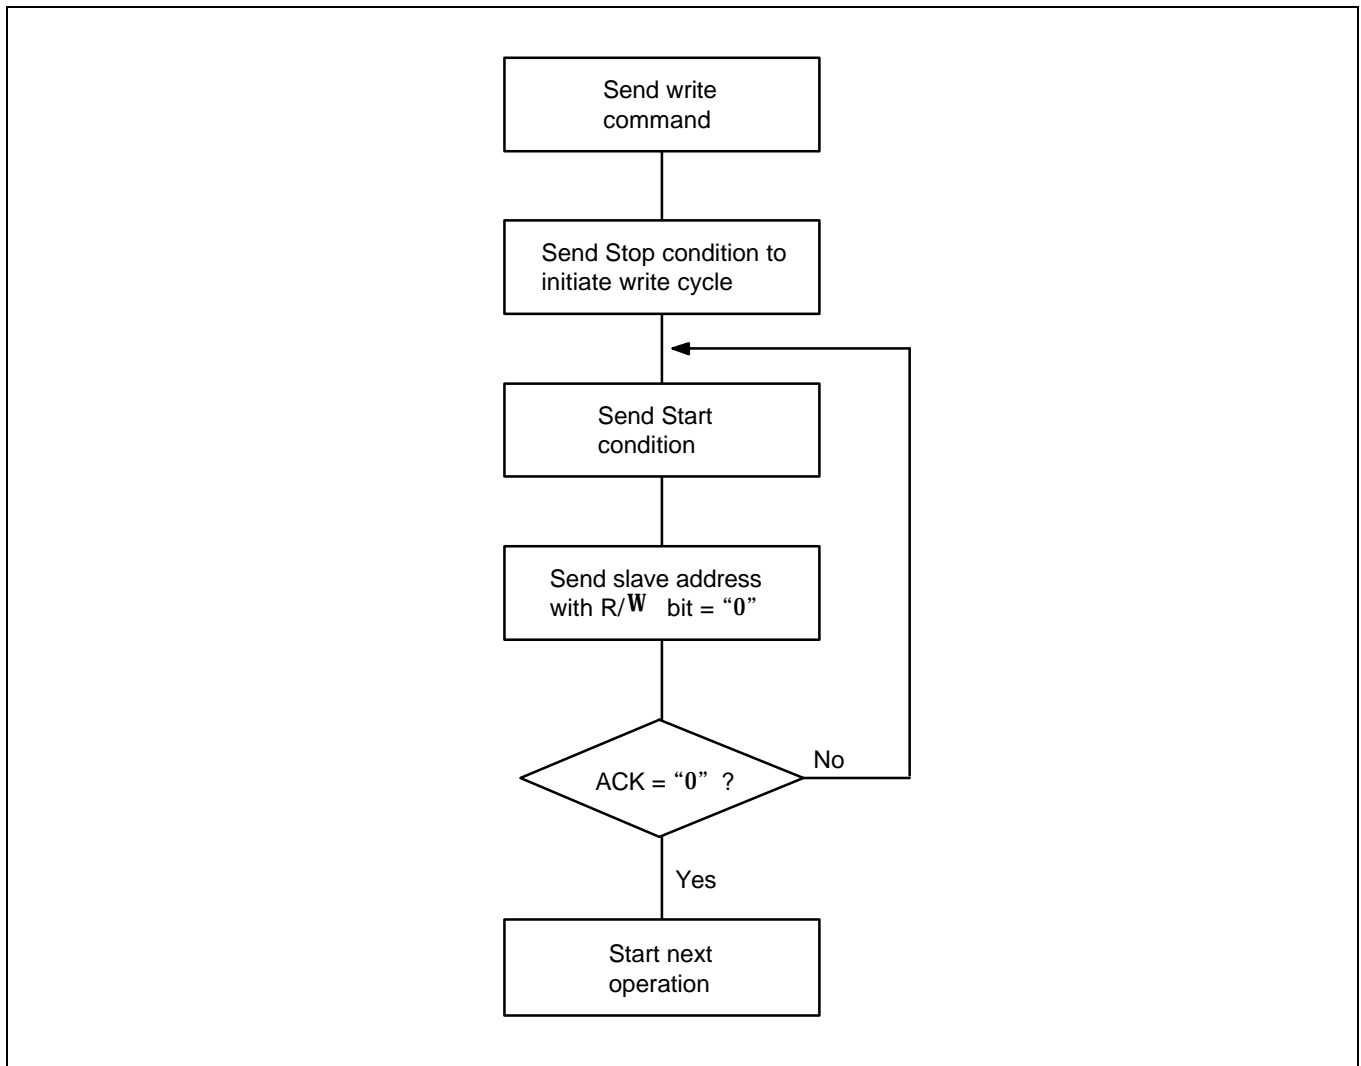 Send write
command
Send Stop condition to
initiate write cycle
Send Start
condition
Send slave address
with R/W bit = “0”
ACK = “0” ?
No
Yes
Start next
operation